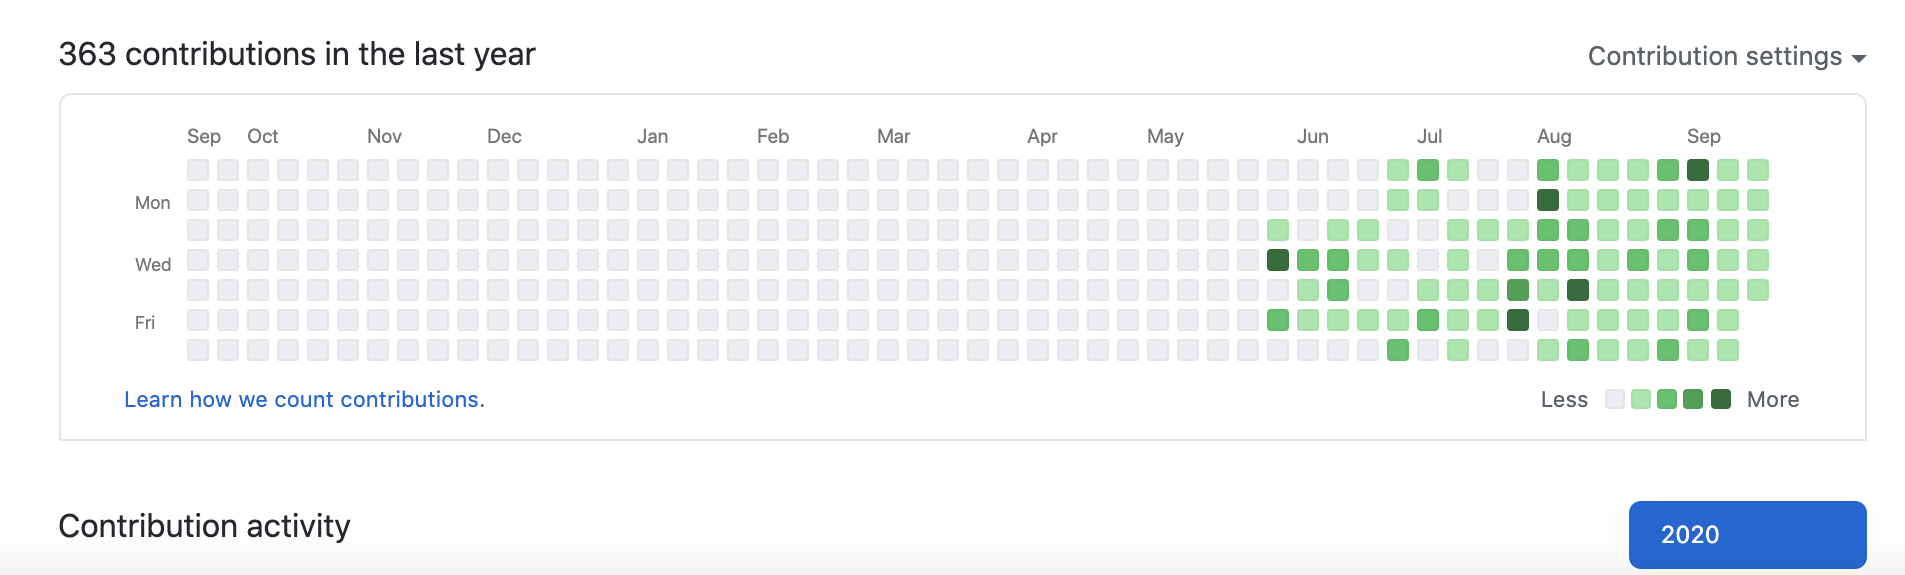 363 contributions in the last year
Contribution settings
Sep Oct Nov Dec Jan Feb Mar Apr May Jun Jul Aug Sep
Mon
Wed
Fri
Learn how we count contributions.
Less More
Contribution activity
2020